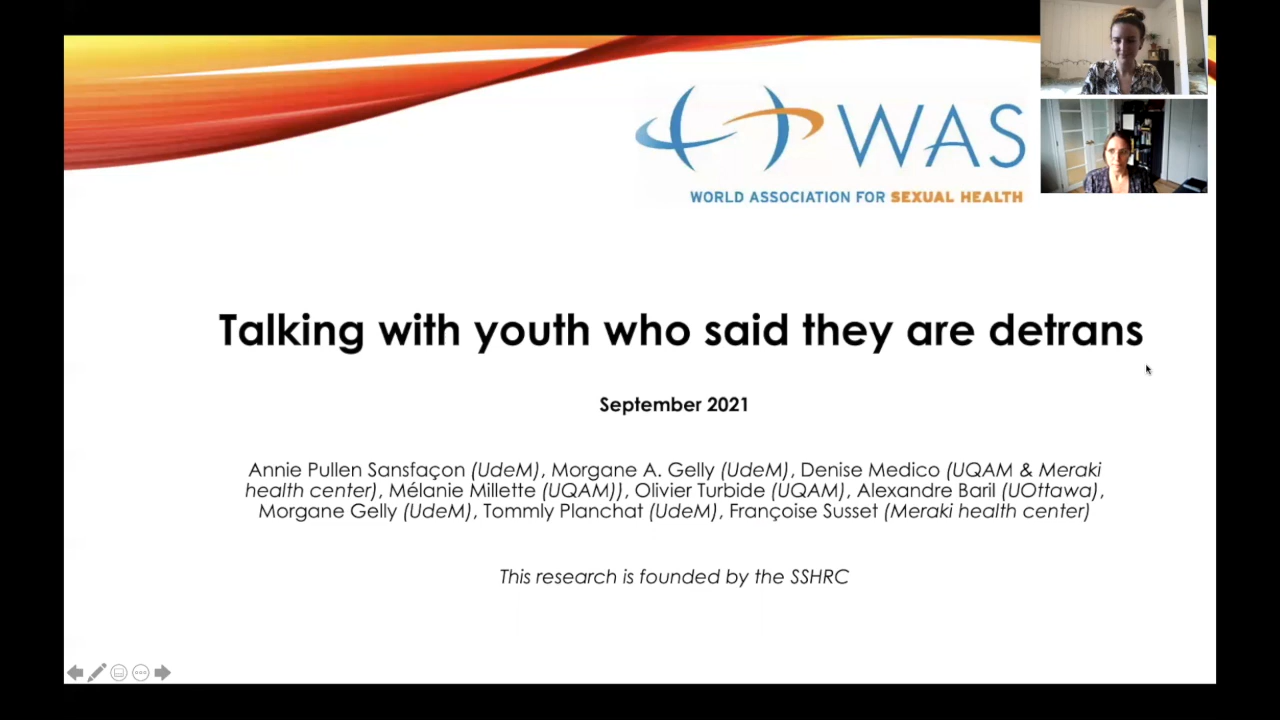 WAS
WORLD ASSOCIATION FOR SEXUAL HEALTH
Talking with youth who said they are detrans
September 2021
Annie Pullen Sansfaçon (UdeM), Morgane A. Gelly (UdeM), Denise Medico (UQAM & Meraki
health center), Mélanie Millette (UQAM)), Olivier Turbide (UQAM), Alexandre Baril (UOttawa),
Morgane Gelly (UdeM), Tommly Planchat (UdeM), Françoise Susset (Meraki health center)
This research is founded by the SSHRC